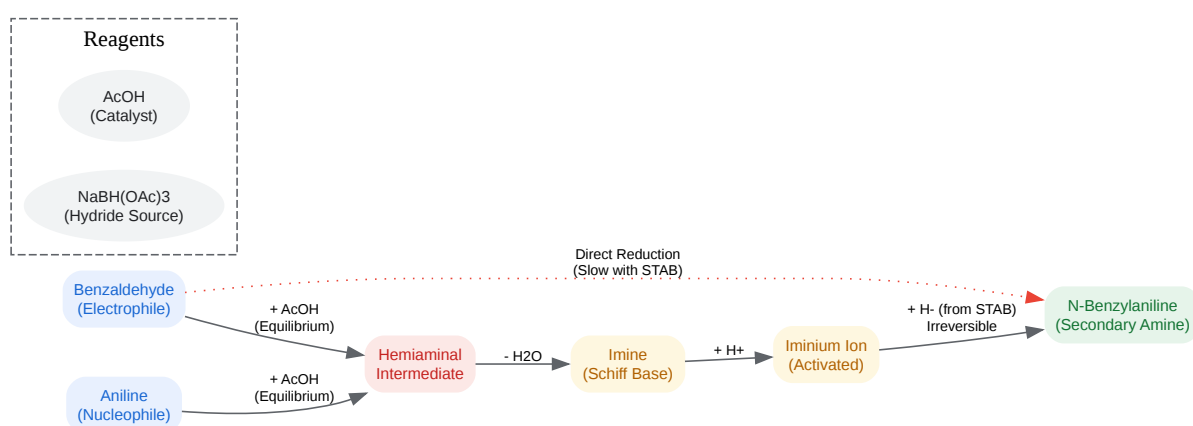 Reagents
AcOH
(Catalyst)
NaBH(OAc)3
(Hydride Source)
Direct Reduction
(Slow with STAB)
Benzaldehyde
(Electrophile)
+ AcOH
(Equilibrium)
+ H- (from STAB)
Irreversible
N-Benzylaniline
(Secondary Amine)
Hemiaminal
Intermediate
- H2O
Imine
(Schiff Base)
+ H+
Iminium Ion
(Activated)
+ AcOH
(Equilibrium)
Aniline
(Nucleophile)